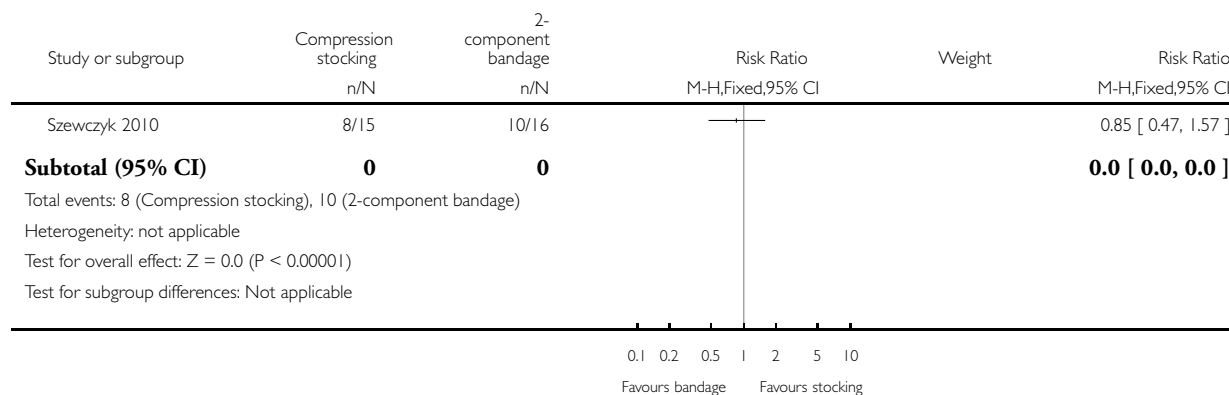 Study or subgroup Compression stocking 2-component bandage Risk Ratio Weight Risk Ratio
n/N n/N M-H,Fixed,95% CI M-H,Fixed,95% CI
Szewczyk 2010 8/15 10/16 0.85 [ 0.47, 1.57 ]
Subtotal (95% CI) 0 0 0.0 [ 0.0, 0.0 ]
Total events: 8 (Compression stocking), 10 (2-component bandage)
Heterogeneity: not applicable
Test for overall effect: Z = 0.0 (P < 0.00001)
Test for subgroup differences: Not applicable
0.1 0.2 0.5 1 2 5 10
Favours bandage Favours stocking